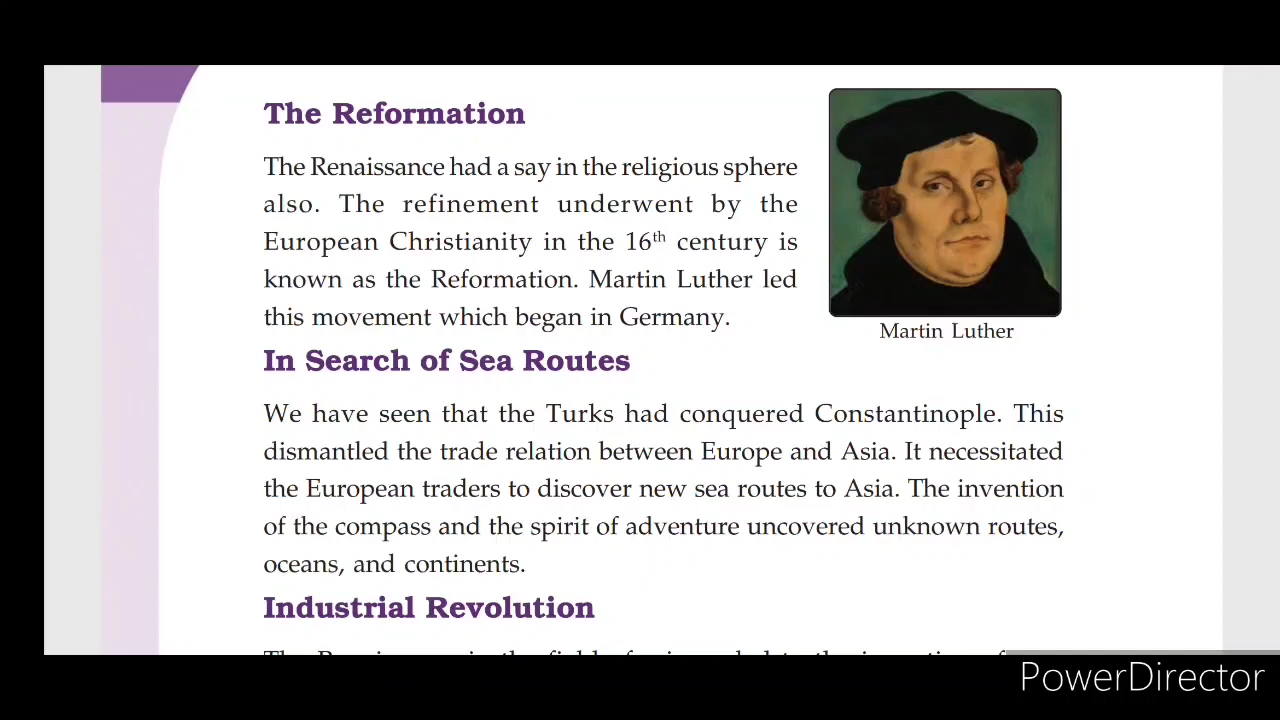 The Reformation
The Renaissance had a say in the religious sphere
also. The refinement underwent by the
European Christianity in the 16th century is
known as the Reformation. Martin Luther led
this movement which began in Germany.
Martin Luther
In Search of Sea Routes
We have seen that the Turks had conquered Constantinople. This
dismantled the trade relation between Europe and Asia. It necessitated
the European traders to discover new sea routes to Asia. The invention
of the compass and the spirit of adventure uncovered unknown routes,
oceans, and continents.
Industrial Revolution
PowerDirector